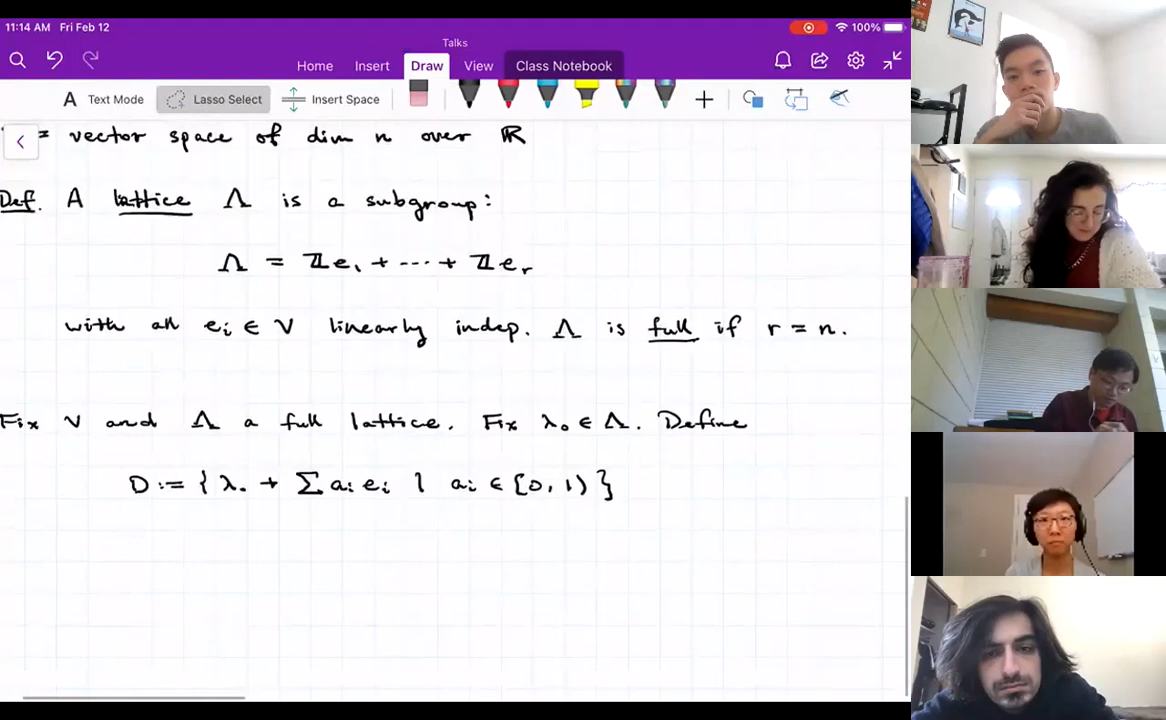 11:14 AM Fri Feb 12
100%
Talks
Home Insert Draw View Class Notebook
A Text Mode Lasso Select Insert Space
= vector space of dim n over ℝ
Def. A lattice Λ is a subgroup:
Λ = ℤe₁ + ··· + ℤeᵣ
with all eᵢ ∈ V linearly indep. Λ is full if r = n.
Fix V and Λ a full lattice. Fix λ₀ ∈ Λ. Define
D := { λ₀ + Σ aᵢ eᵢ | aᵢ ∈ [0, 1) }